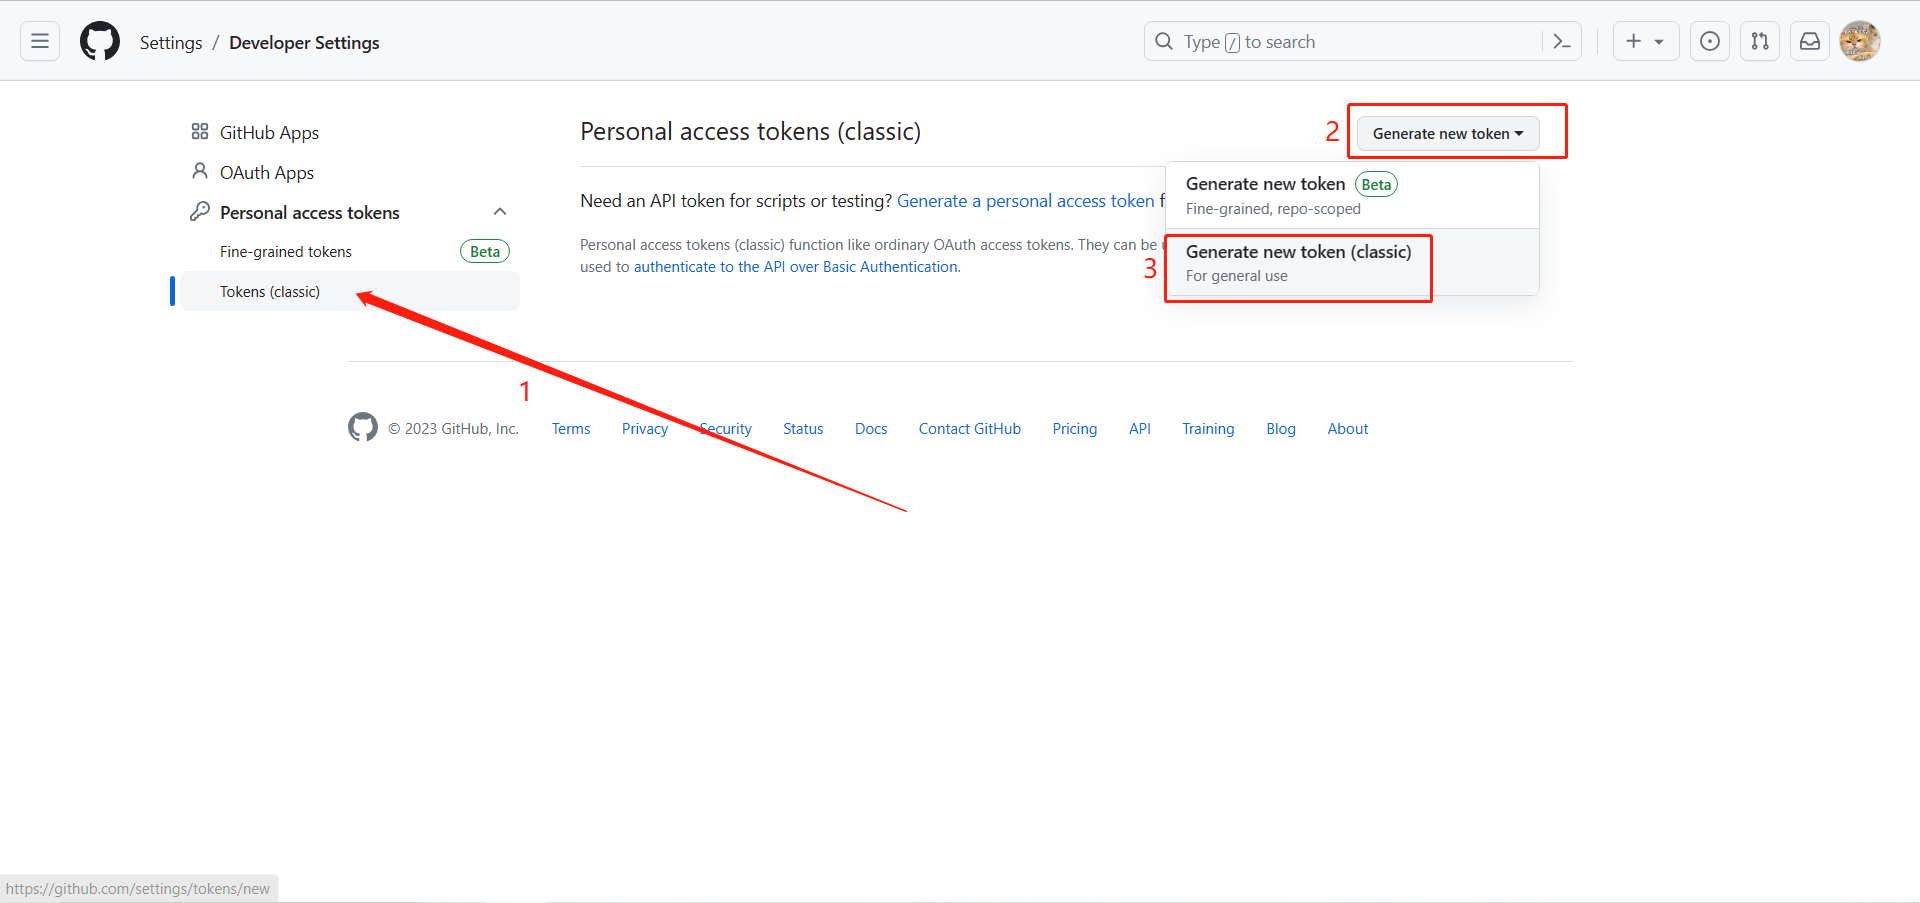 Settings / Developer Settings
Type / to search
GitHub Apps
OAuth Apps
Personal access tokens
Fine-grained tokens Beta
Tokens (classic)
Personal access tokens (classic)
2
Generate new token
Need an API token for scripts or testing? Generate a personal access token f
Personal access tokens (classic) function like ordinary OAuth access tokens. They can be
used to authenticate to the API over Basic Authentication.
Generate new token Beta
Fine-grained, repo-scoped
3
Generate new token (classic)
For general use
1
© 2023 GitHub, Inc. Terms Privacy Security Status Docs Contact GitHub Pricing API Training Blog About
https://github.com/settings/tokens/new